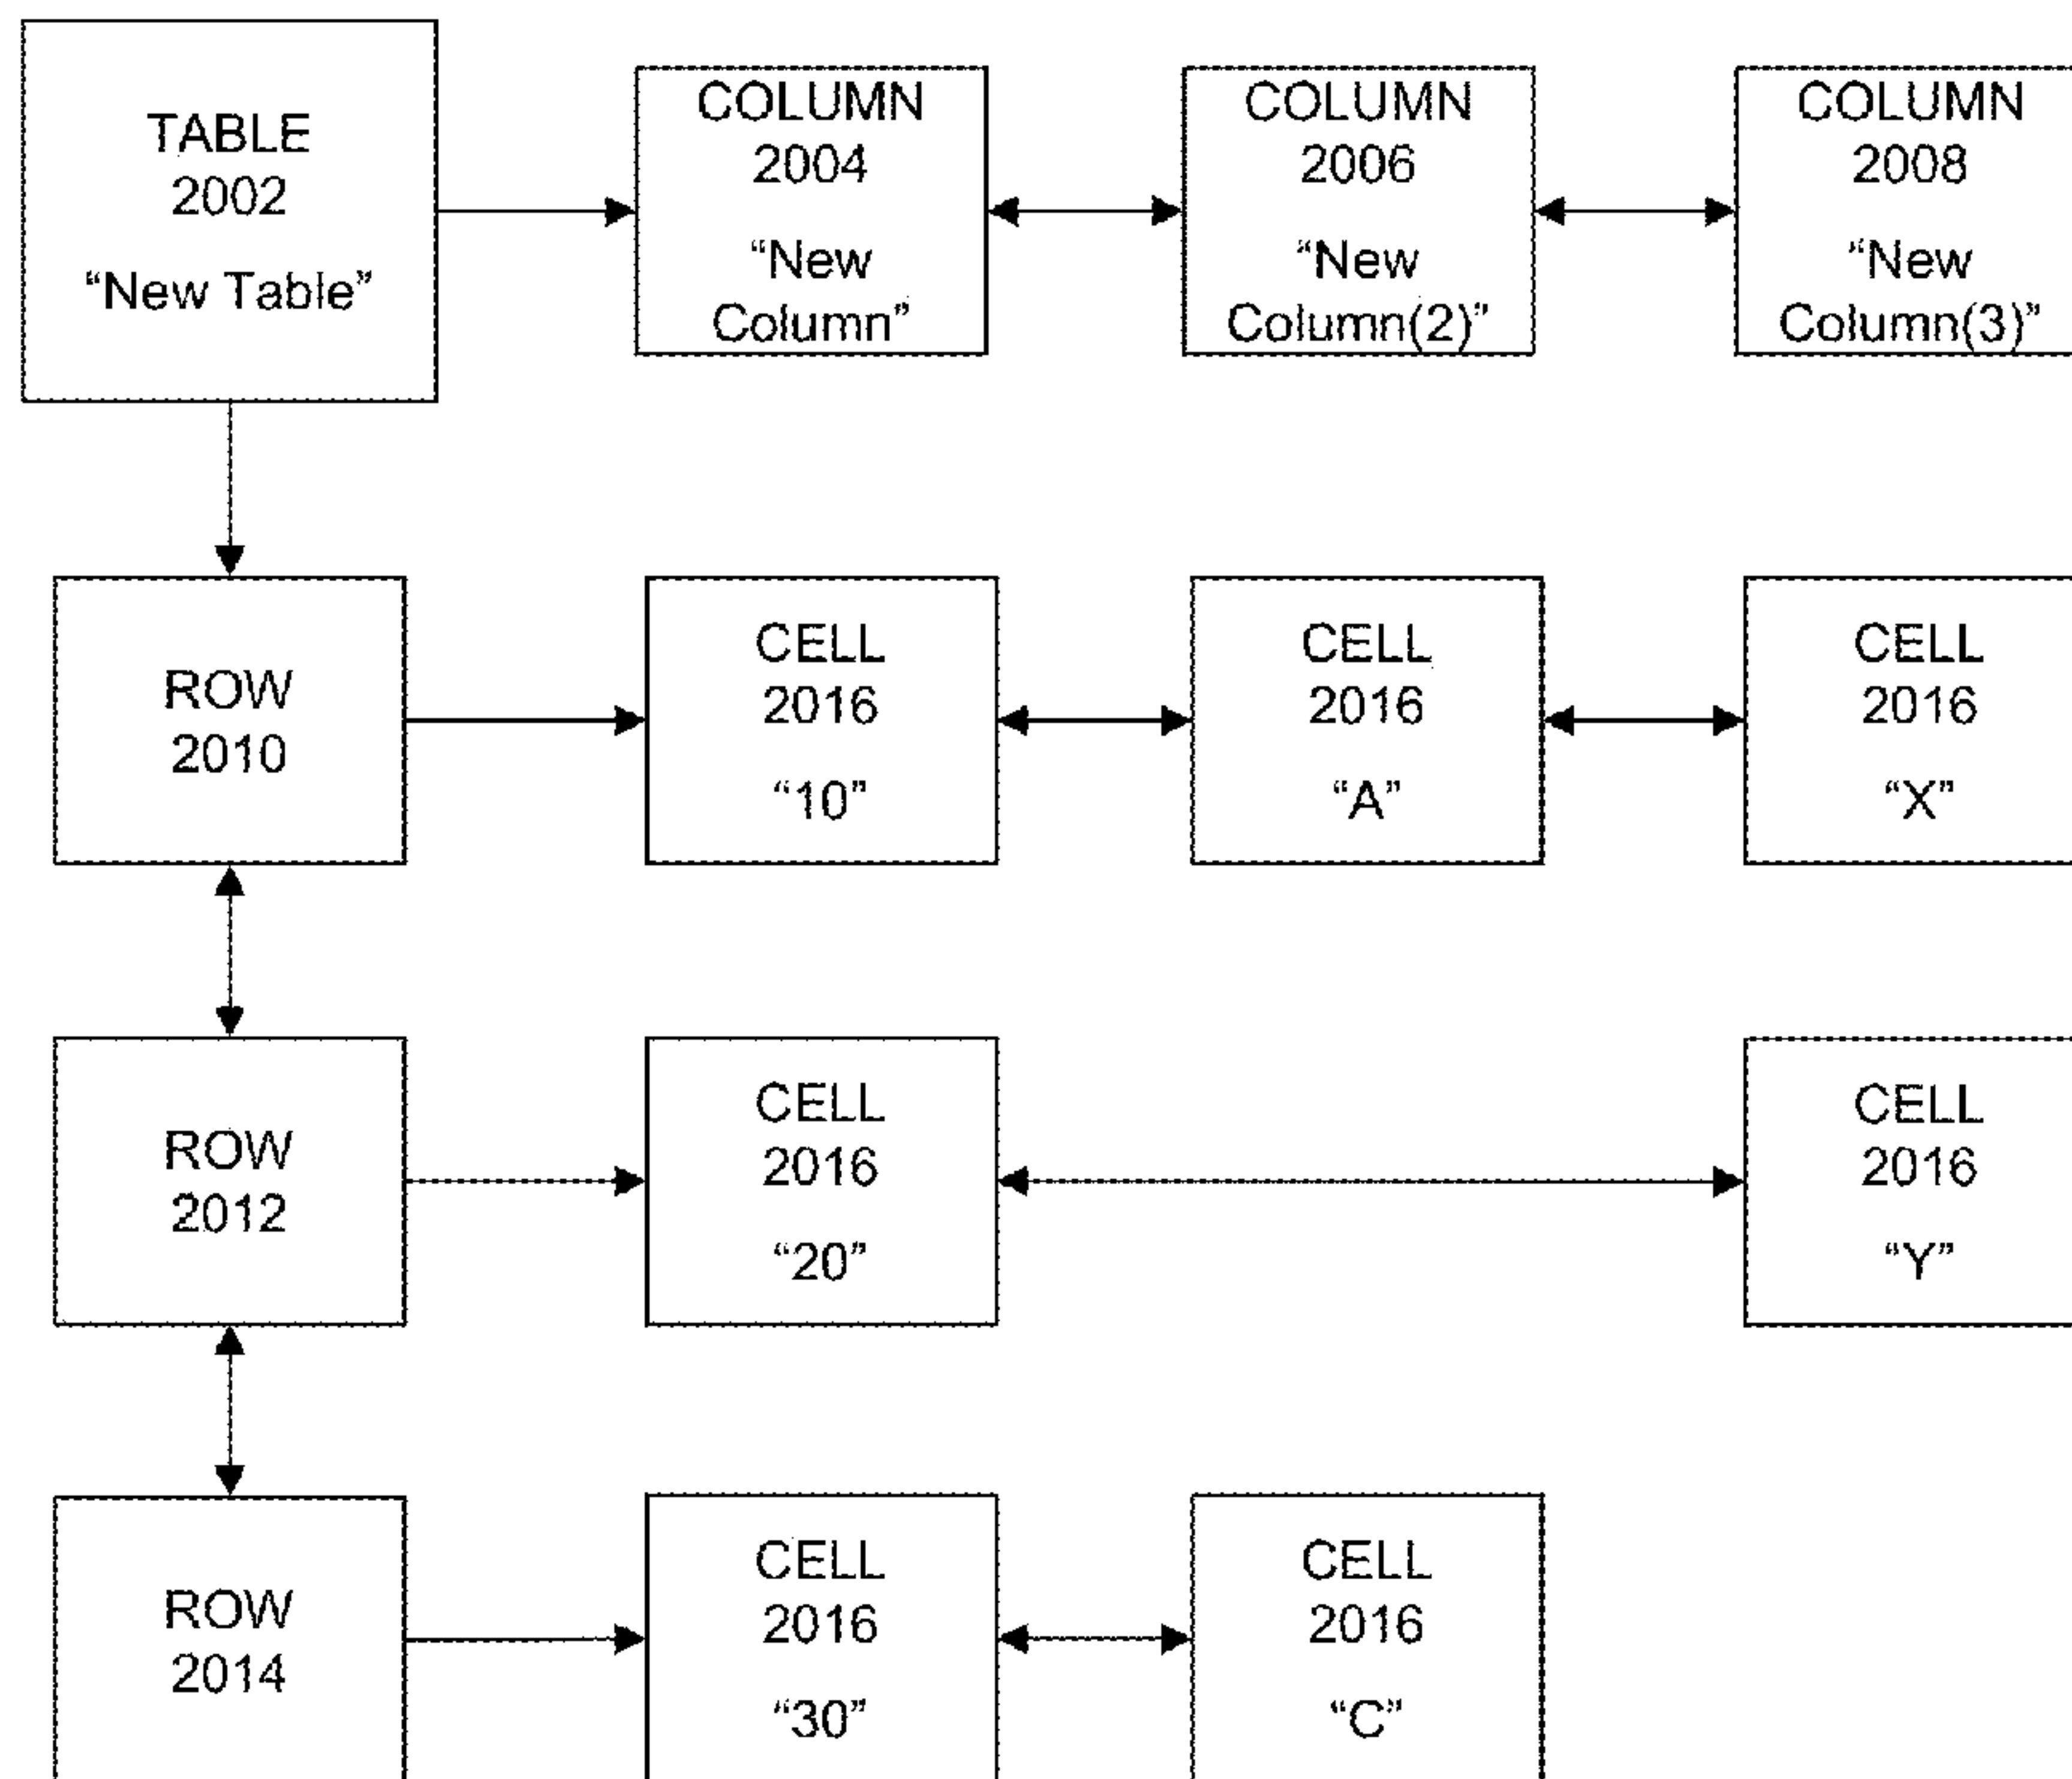 TABLE
2002
“New Table”
COLUMN
2004
“New
Column”
COLUMN
2006
“New
Column(2)”
COLUMN
2008
“New
Column(3)”
ROW
2010
CELL
2016
“10”
CELL
2016
“A”
CELL
2016
“X”
ROW
2012
CELL
2016
“20”
CELL
2016
“Y”
ROW
2014
CELL
2016
“30”
CELL
2016
“C”